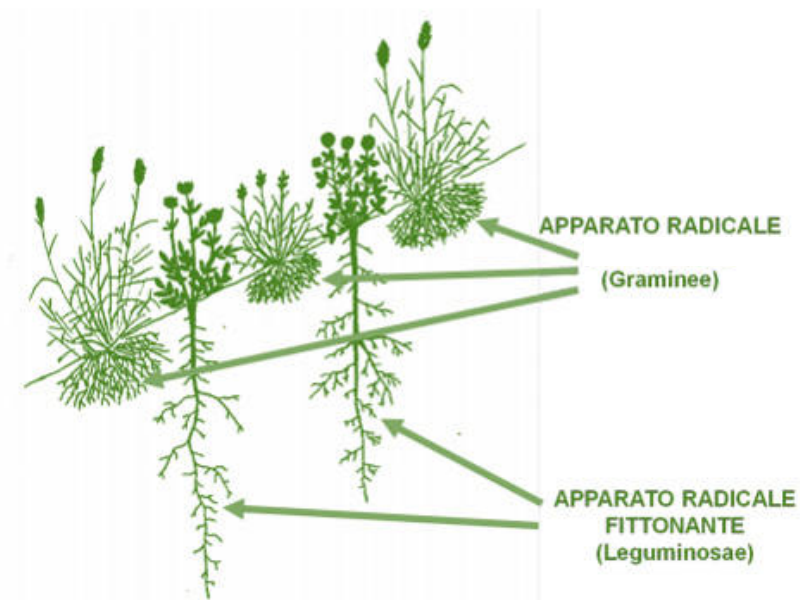 APPARATO RADICALE
(Graminee)
APPARATO RADICALE
FITTONANTE
(Leguminosae)